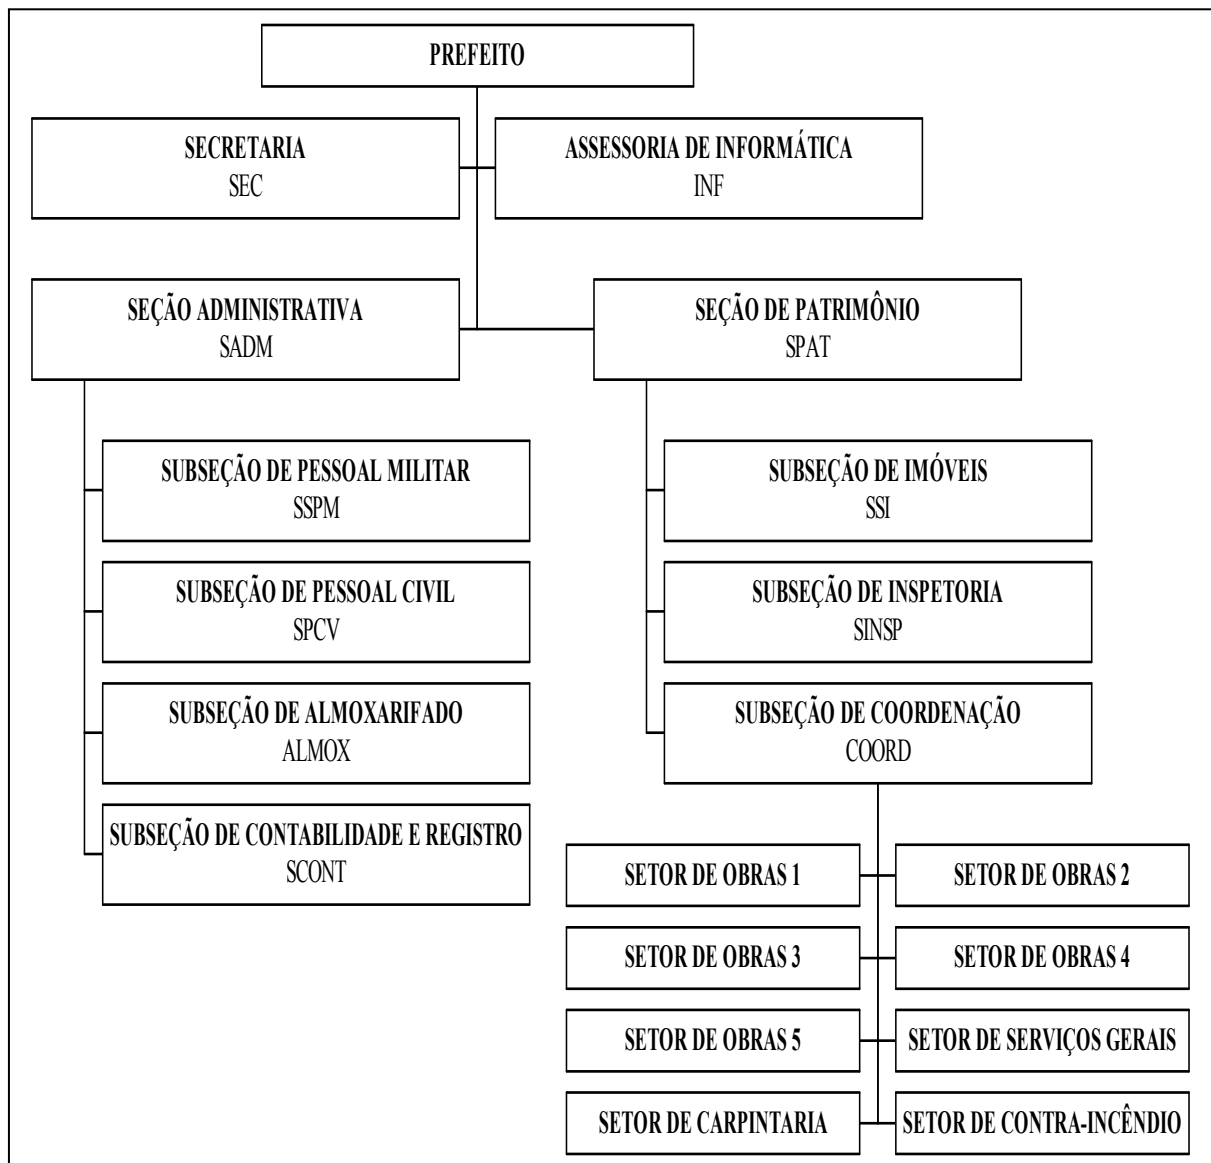 PREFEITO
SECRETARIA
SEC
ASSESSORIA DE INFORMÁTICA
INF
SEÇÃO ADMINISTRATIVA
SADM
SEÇÃO DE PATRIMÔNIO
SPAT
SUBSEÇÃO DE PESSOAL MILITAR
SSPM
SUBSEÇÃO DE PESSOAL CIVIL
SPCV
SUBSEÇÃO DE ALMOXARIFADO
ALMOX
SUBSEÇÃO DE CONTABILIDADE E REGISTRO
SCONT
SUBSEÇÃO DE IMÓVEIS
SSI
SUBSEÇÃO DE INSPETORIA
SINSP
SUBSEÇÃO DE COORDENAÇÃO
COORD
SETOR DE OBRAS 1
SETOR DE OBRAS 2
SETOR DE OBRAS 3
SETOR DE OBRAS 4
SETOR DE OBRAS 5
SETOR DE SERVIÇOS GERAIS
SETOR DE CARPINTARIA
SETOR DE CONTRA-INCÊNDIO